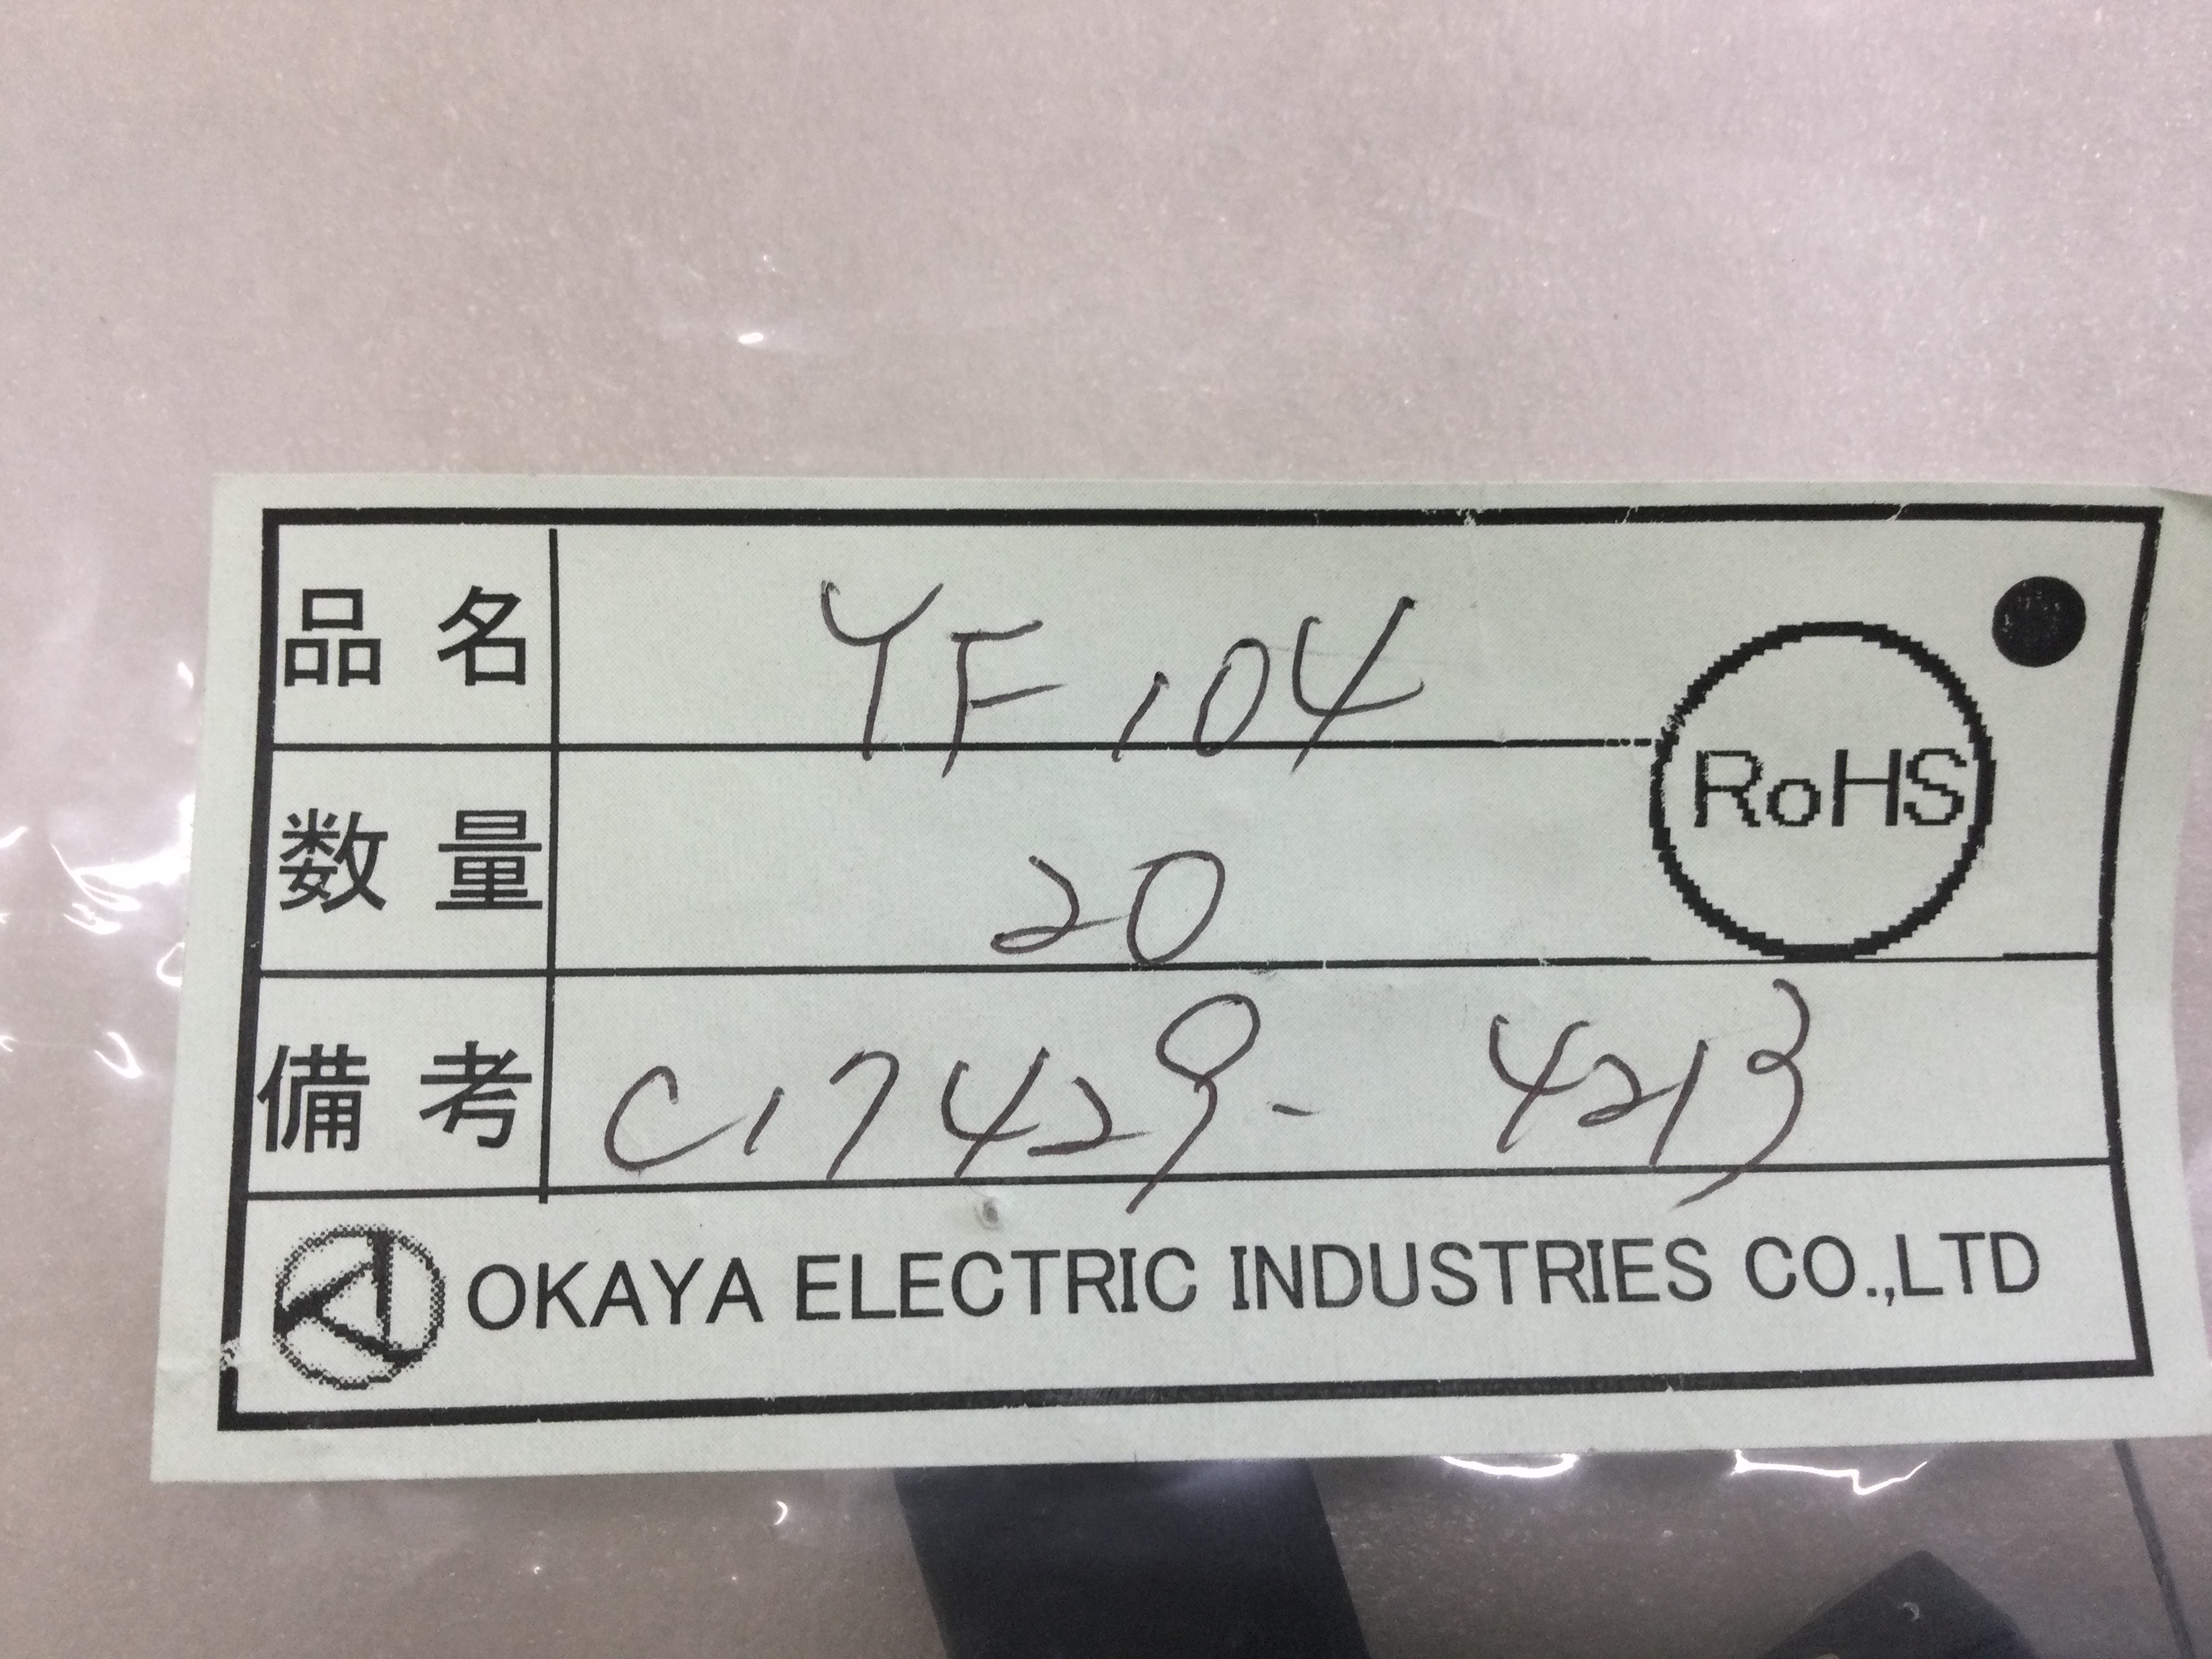 品名 YF104
RoHS
数量 20
備考 C17429- 4213
OKAYA ELECTRIC INDUSTRIES CO.,LTD